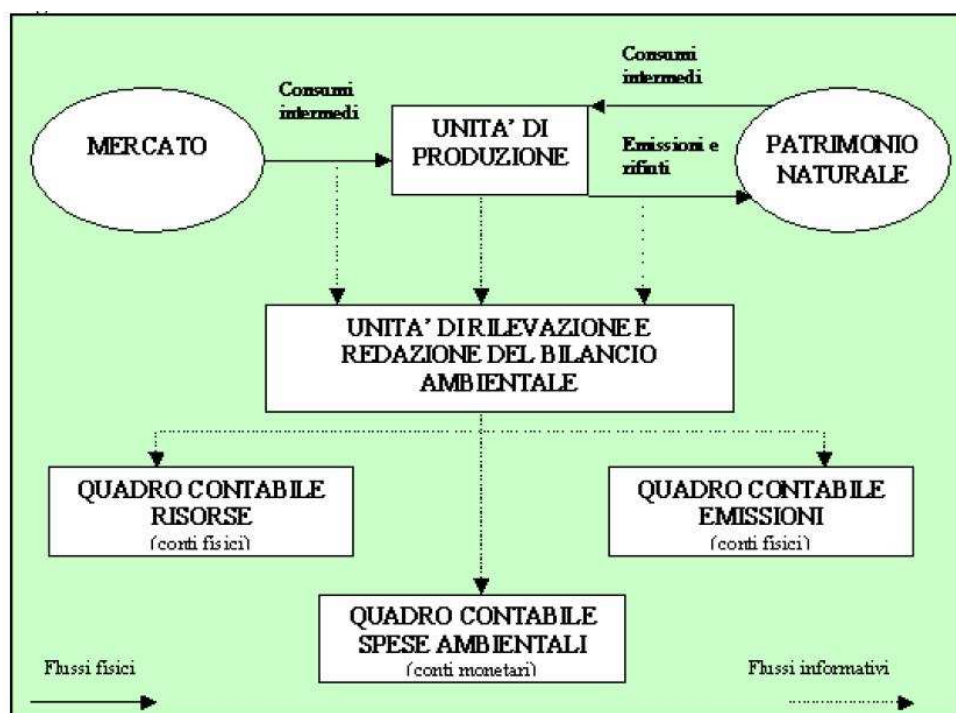 Consumi
intermedi
Consumi
intermedi
MERCATO
UNITA' DI
PRODUZIONE
Emissioni e
rifiuti
PATRIMONIO
NATURALE
UNITA' DI RILEVAZIONE E
REDAZIONE DEL BILANCIO
AMBIENTALE
QUADRO CONTABILE
RISORSE
(conti fisici)
QUADRO CONTABILE
EMISSIONI
(conti fisici)
QUADRO CONTABILE
SPESE AMBIENTALI
(conti monetari)
Flussi fisici
Flussi informativi